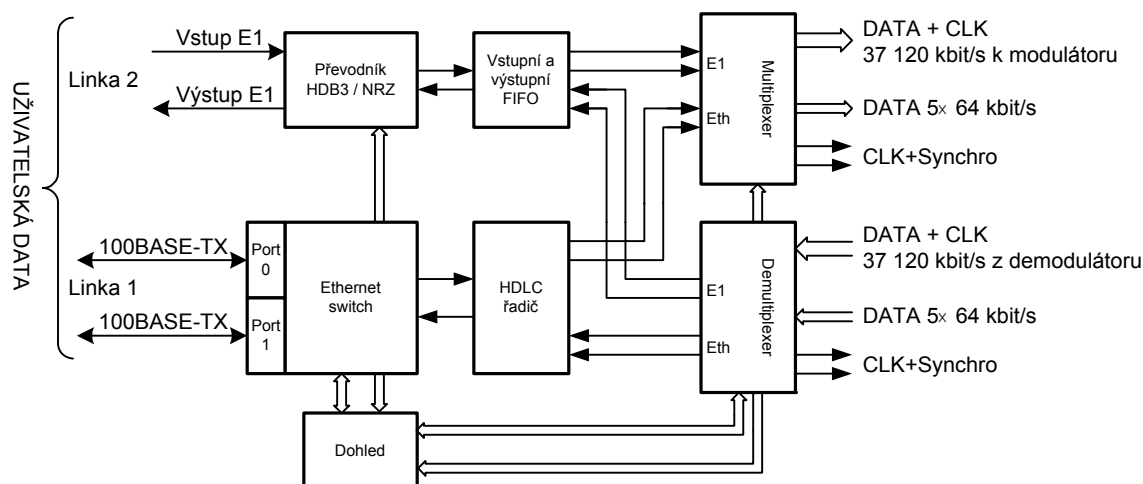 UŽIVATELSKÁ DATA
Linka 2
Vstup E1
Výstup E1
Převodník
HDB3 / NRZ
Vstupní a
výstupní
FIFO
E1
Eth
Multiplexer
DATA + CLK
37 120 kbit/s k modulátoru
DATA 5x 64 kbit/s
CLK+Synchro
Linka 1
100BASE-TX
100BASE-TX
Port
0
Port
1
Ethernet
switch
HDLC
řadič
E1
Eth
Demultiplexer
DATA + CLK
37 120 kbit/s z demodulátoru
DATA 5x 64 kbit/s
CLK+Synchro
Dohled